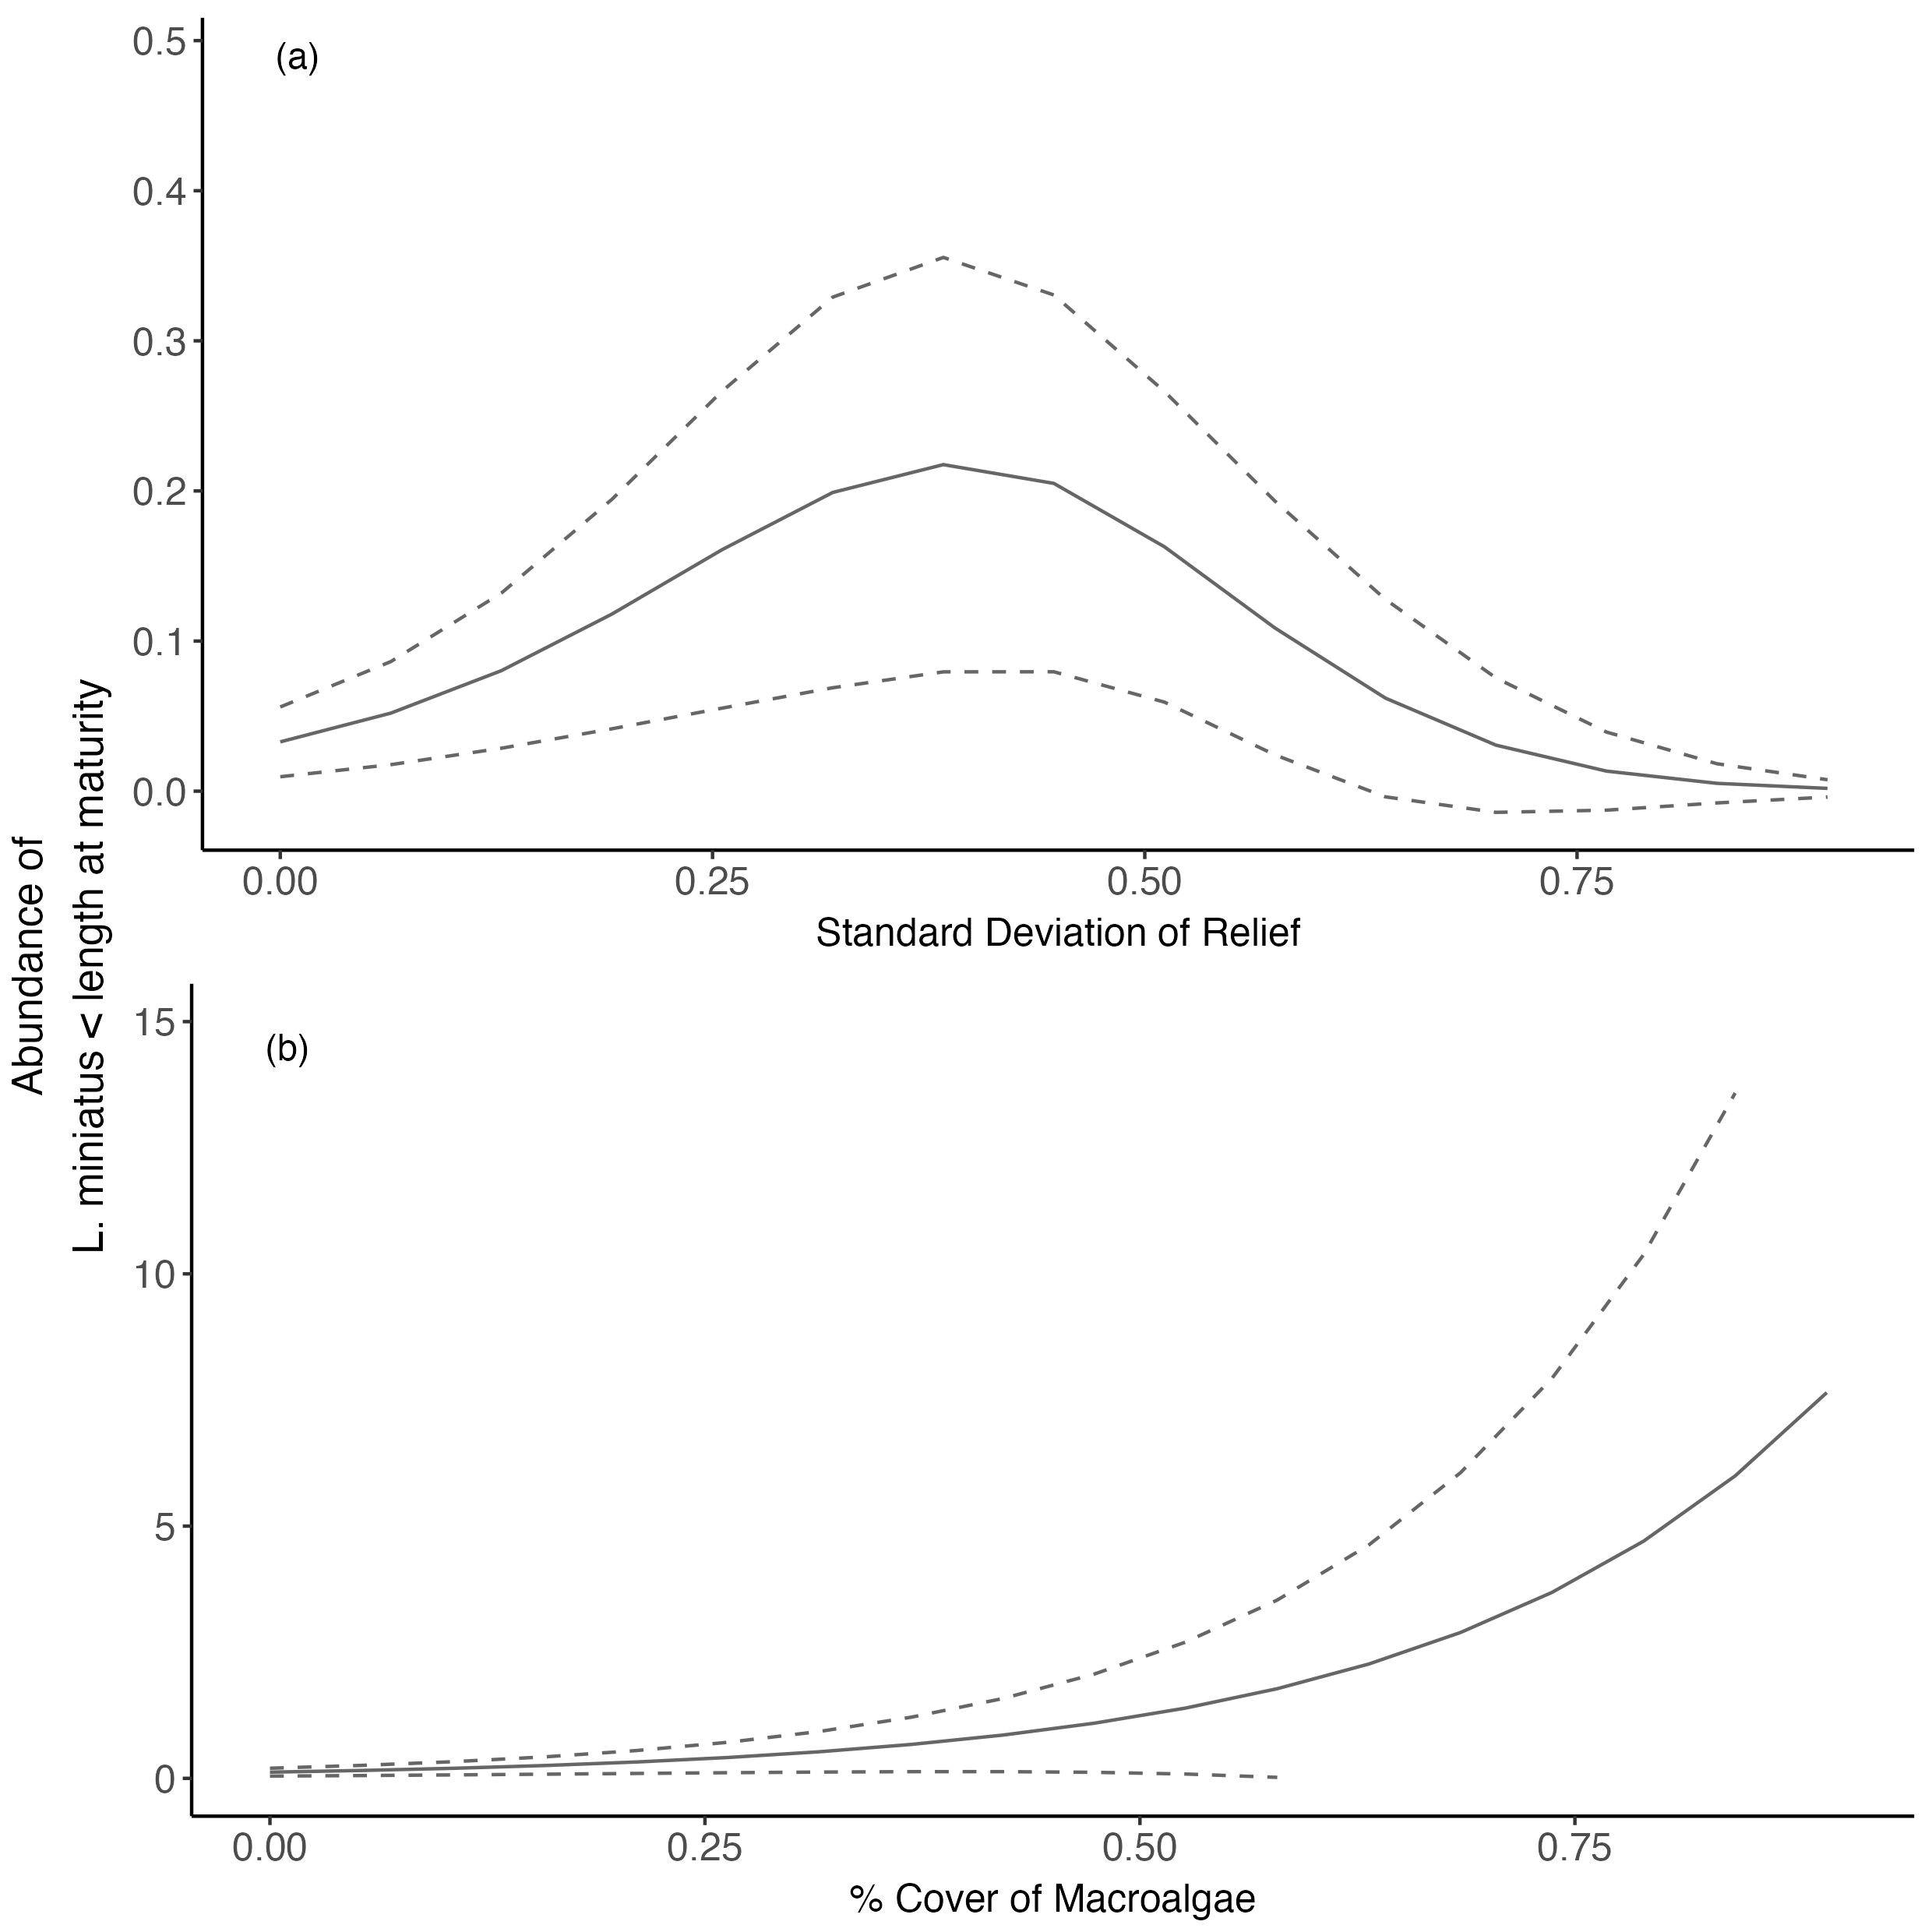 Abundance of
L. miniatus < length at maturity
(a)
0.5
0.4
0.3
0.2
0.1
0.0
0.00 0.25 0.50 0.75
Standard Deviation of Relief
(b)
15
10
5
0
0.00 0.25 0.50 0.75
% Cover of Macroalgae